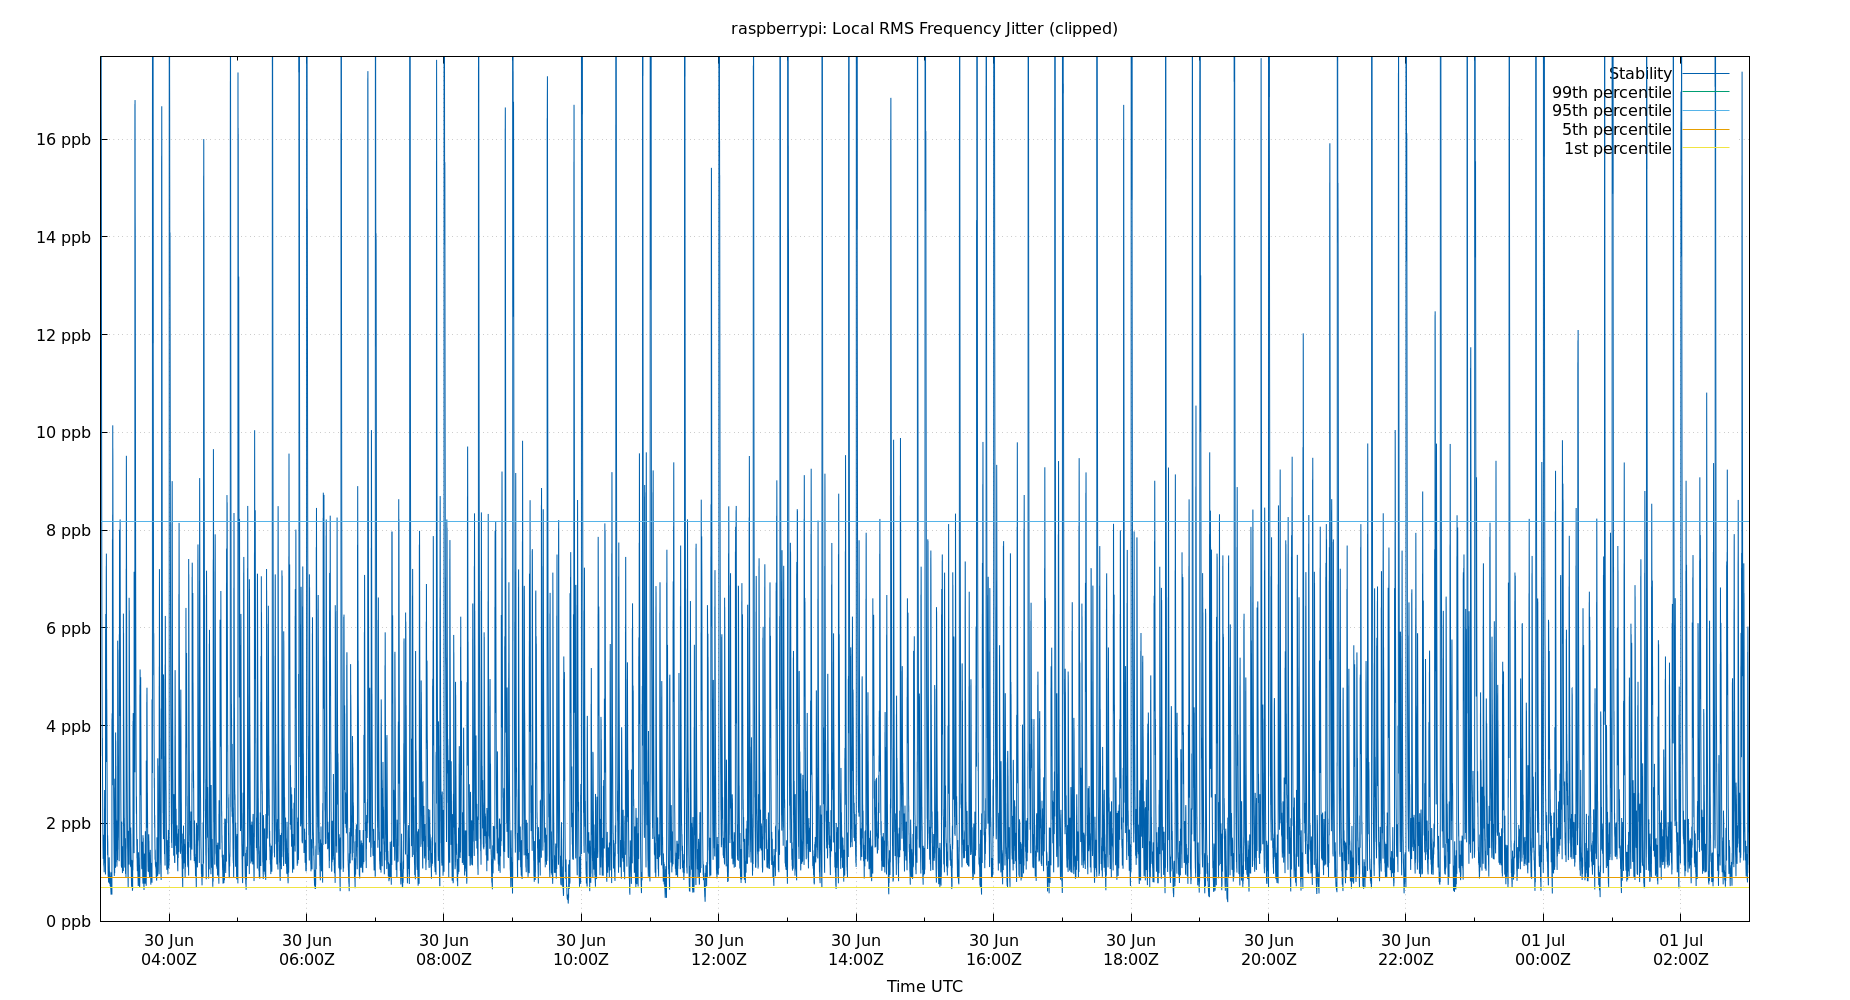 raspberrypi: Local RMS Frequency Jitter (clipped)
Stability
99th percentile
95th percentile
5th percentile
1st percentile
16 ppb
14 ppb
12 ppb
10 ppb
8 ppb
6 ppb
4 ppb
2 ppb
0 ppb
30 Jun 30 Jun 30 Jun 30 Jun 30 Jun 30 Jun 30 Jun 30 Jun 30 Jun 30 Jun 01 Jul 01 Jul
04:00Z 06:00Z 08:00Z 10:00Z 12:00Z 14:00Z 16:00Z 18:00Z 20:00Z 22:00Z 00:00Z 02:00Z
Time UTC